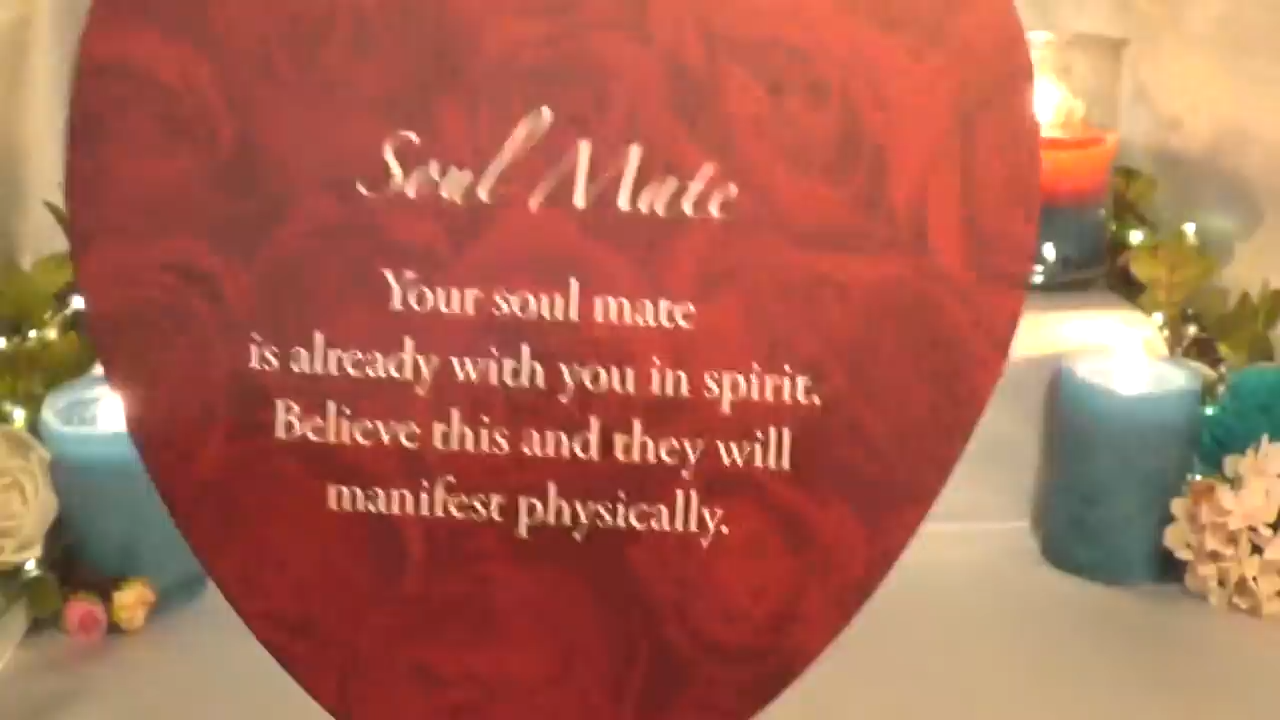 Soul Mate
Your soul mate
is already with you in spirit.
Believe this and they will
manifest physically.